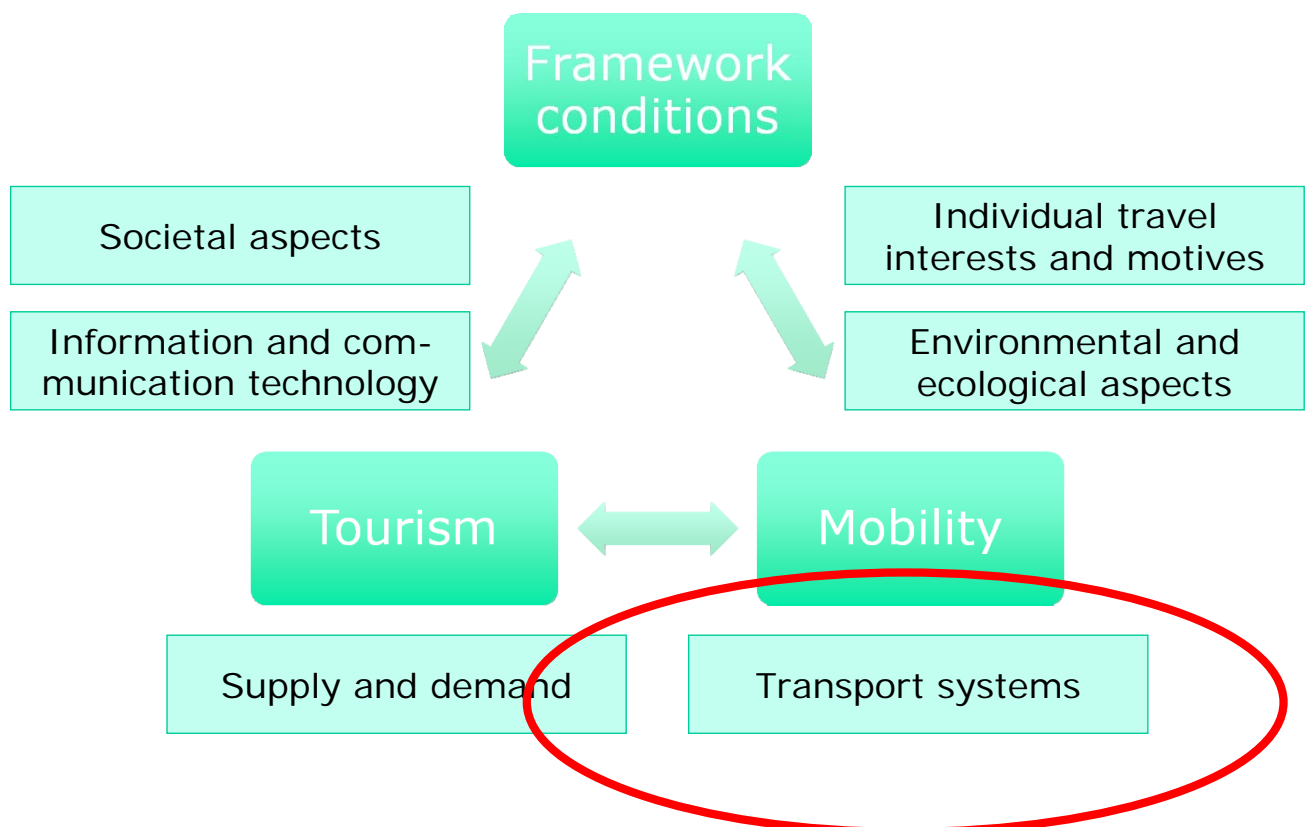 Framework
conditions
Societal aspects
Individual travel
interests and motives
Information and com-
munication technology
Environmental and
ecological aspects
Tourism
Mobility
Supply and demand
Transport systems